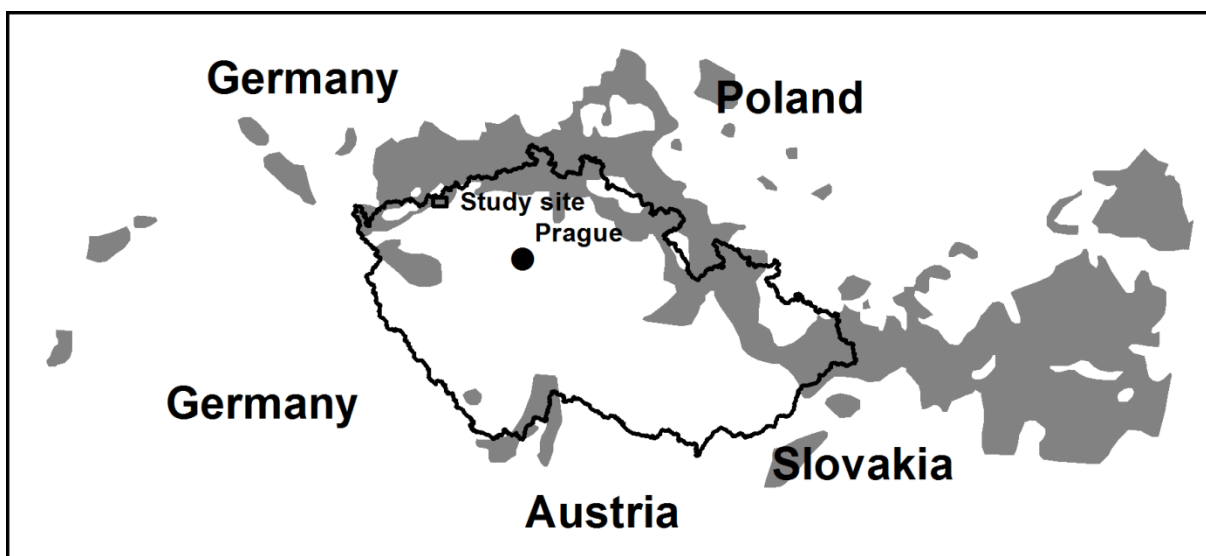 Germany
Poland
Study site
Prague
Germany
Slovakia
Austria